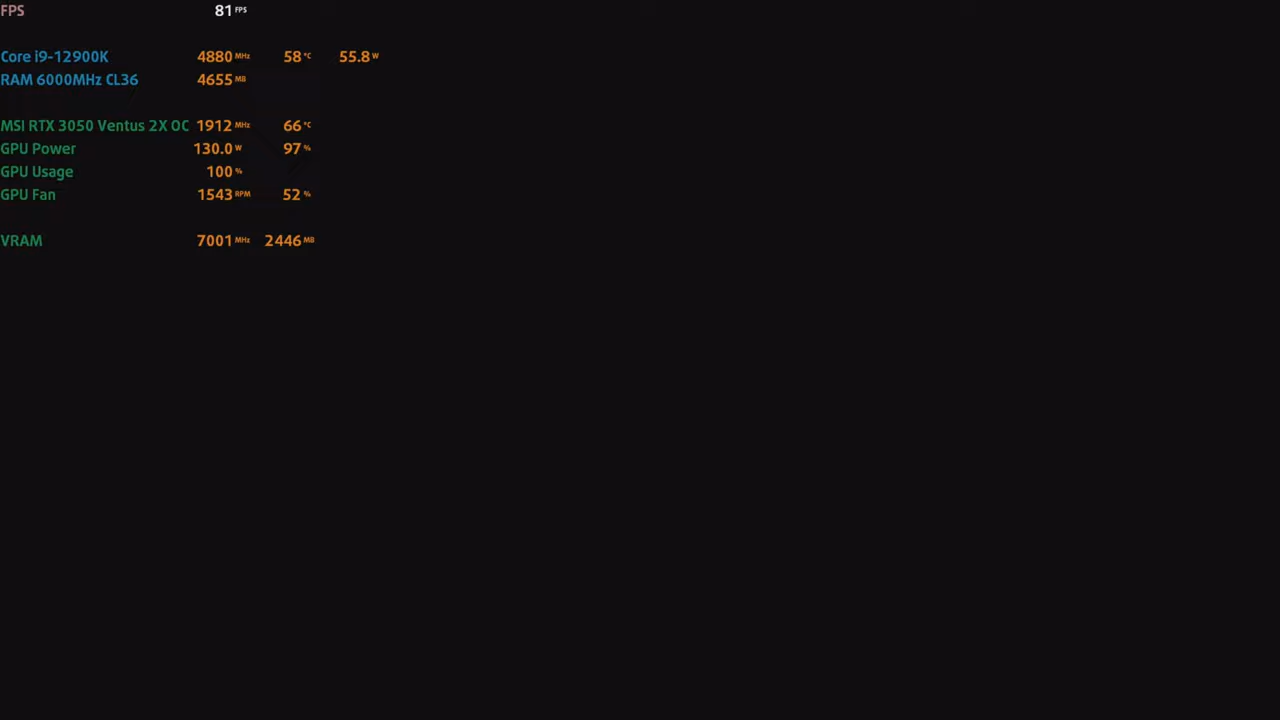 FPS 81 FPS
Core i9-12900K 4880 MHz 58 °C 55.8 W
RAM 6000MHz CL36 4655 MB
MSI RTX 3050 Ventus 2X OC 1912 MHz 66 °C
GPU Power 130.0 W 97 %
GPU Usage 100 %
GPU Fan 1543 RPM 52 %
VRAM 7001 MHz 2446 MB